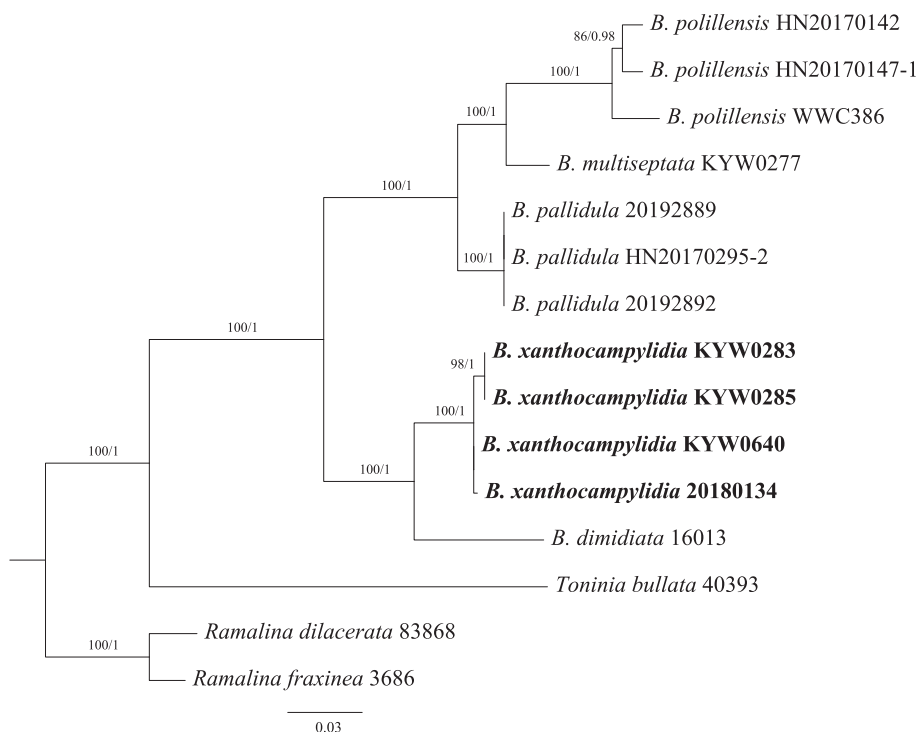 B. polillensis HN20170142
86/0.98
B. polillensis HN20170147-1
100/1
B. polillensis WWC386
100/1
B. multiseptata KYW0277
100/1
B. pallidula 20192889
B. pallidula HN20170295-2
100/1
B. pallidula 20192892
100/1
B. xanthocampylidia KYW0283
98/1
B. xanthocampylidia KYW0285
100/1
B. xanthocampylidia KYW0640
100/1
B. xanthocampylidia 20180134
100/1
B. dimidiata 16013
Toninia bullata 40393
Ramalina dilacerata 83868
100/1
Ramalina fraxinea 3686
0.03